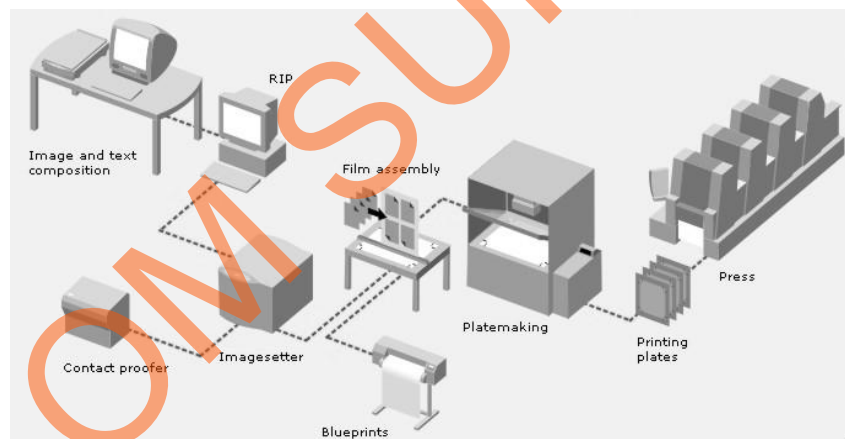 RIP
Image and text
composition
Film assembly
Press
Platemaking
Printing
plates
Imagesetter
Contact proofer
Blueprints
OM SU